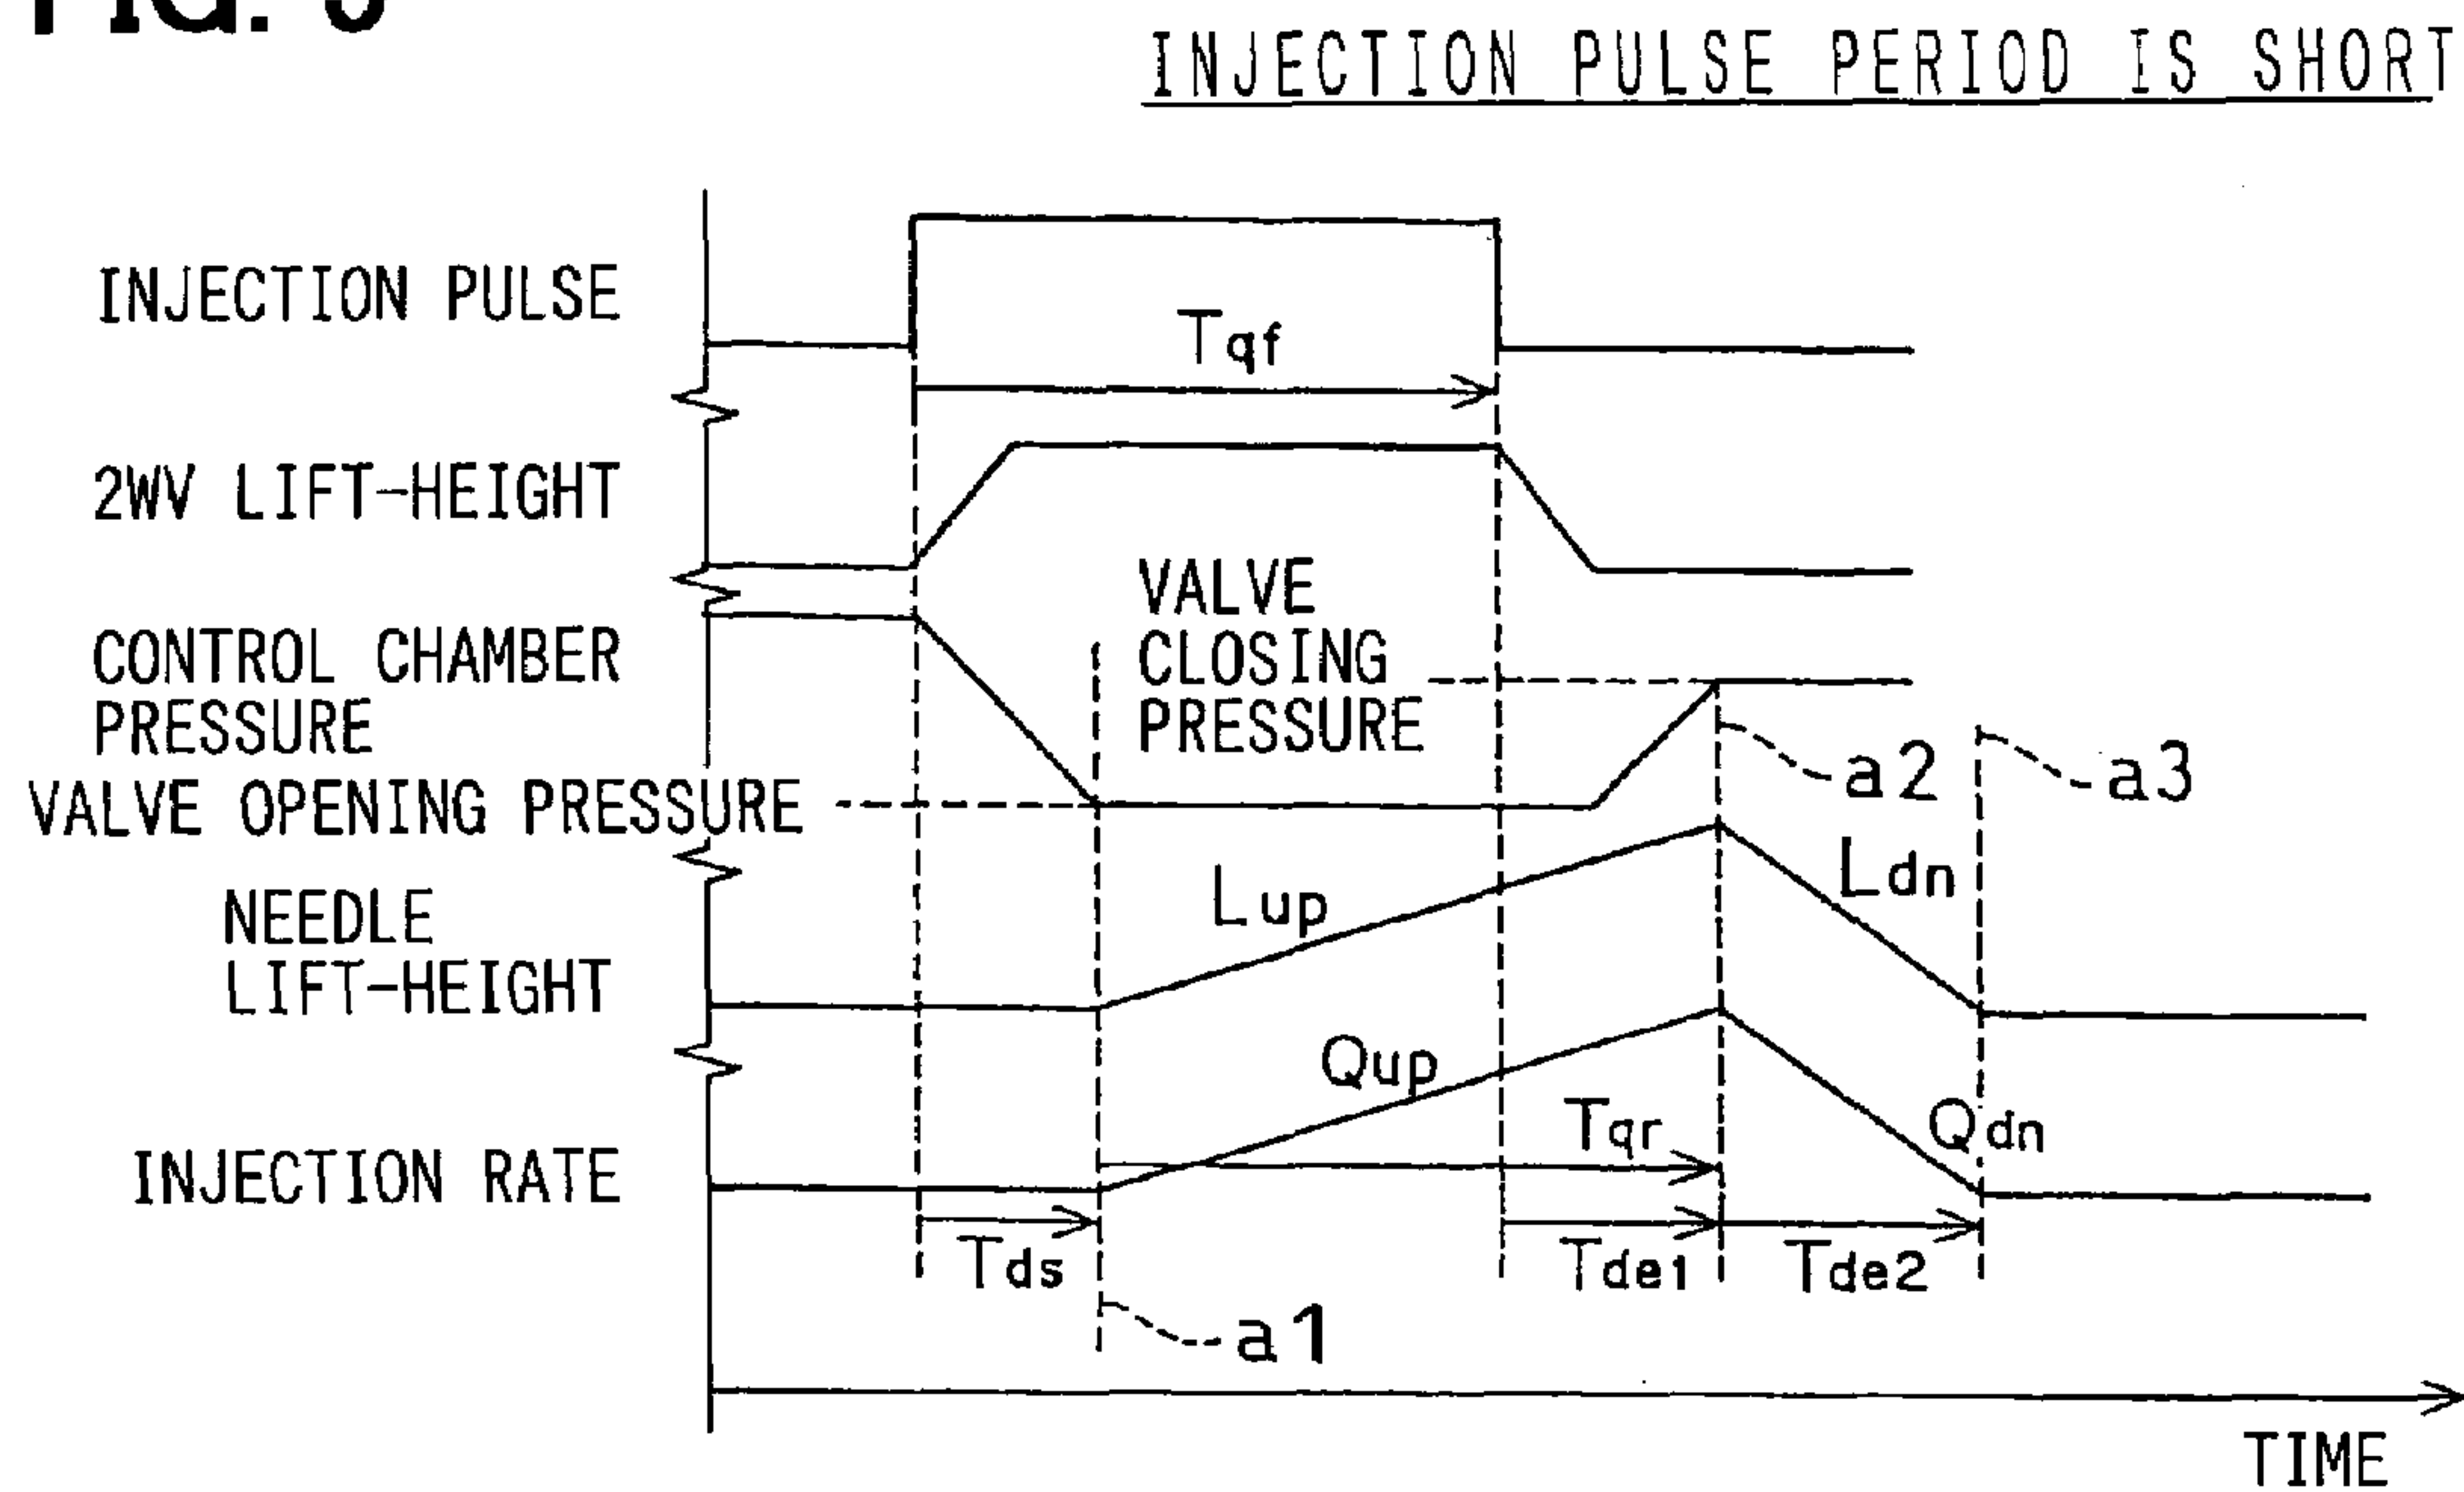 INJECTION PULSE PERIOD IS SHORT
INJECTION PULSE
Tqf
2WV LIFT-HEIGHT
VALVE
CLOSING
PRESSURE
CONTROL CHAMBER
PRESSURE
VALVE OPENING PRESSURE
a2
a3
Lup
Ldn
NEEDLE
LIFT-HEIGHT
Qup
Tqr
Qdn
INJECTION RATE
Tds
Tde1
Tde2
a1
TIME